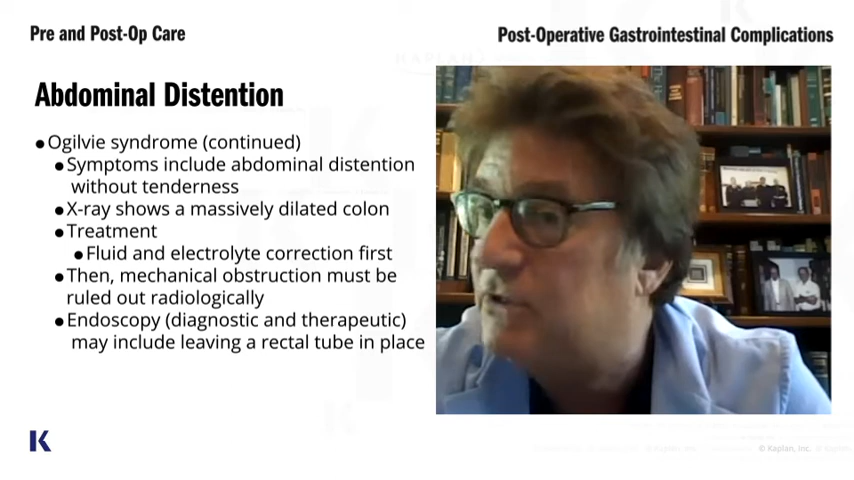 Pre and Post-Op Care
Post-Operative Gastrointestinal Complications
Abdominal Distention
●Ogilvie syndrome (continued)
●Symptoms include abdominal distention
without tenderness
●X-ray shows a massively dilated colon
●Treatment
●Fluid and electrolyte correction first
●Then, mechanical obstruction must be
ruled out radiologically
●Endoscopy (diagnostic and therapeutic)
may include leaving a rectal tube in place
K
© Kaplan, Inc.